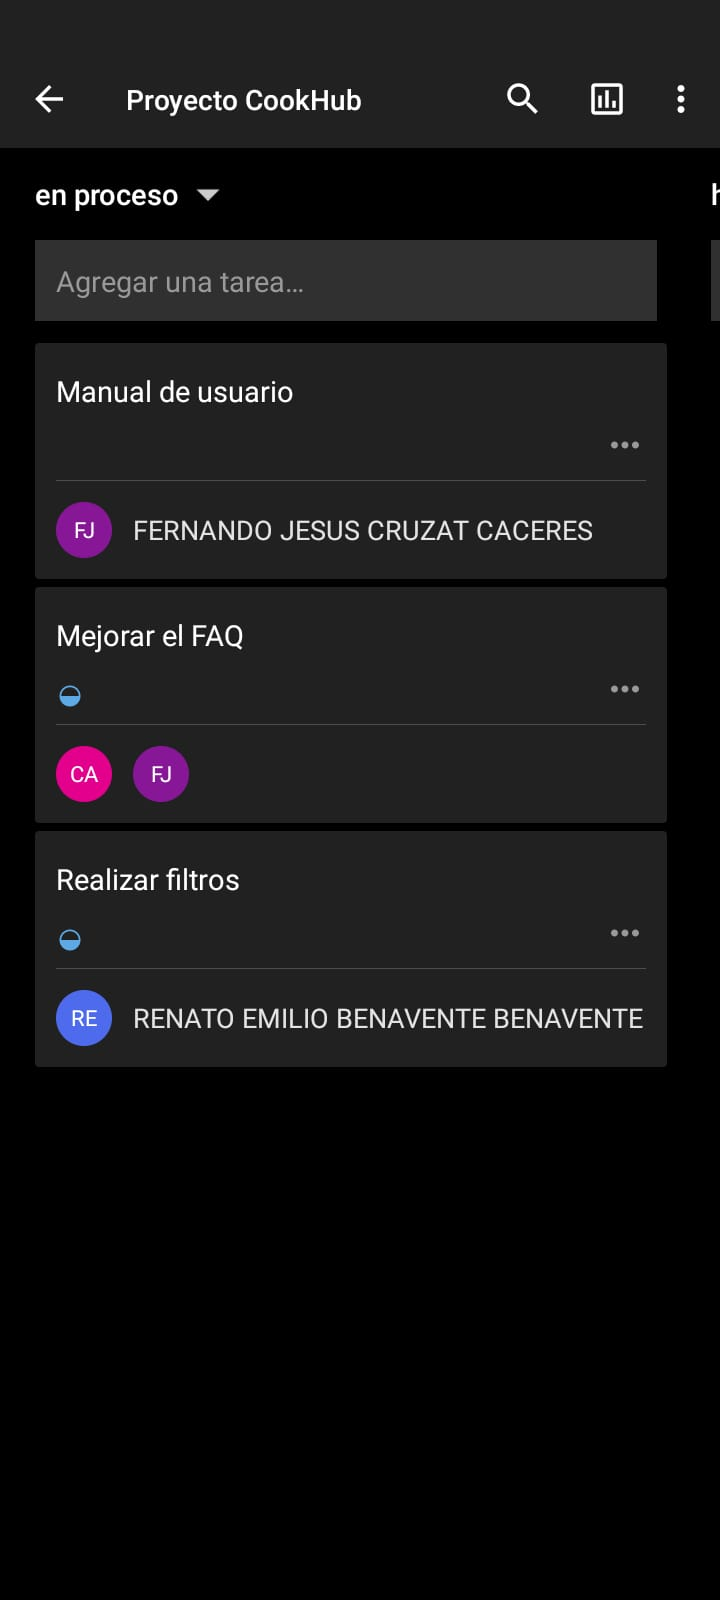 Proyecto CookHub
en proceso
Agregar una tarea...
Manual de usuario
FJ
FERNANDO JESUS CRUZAT CACERES
Mejorar el FAQ
CA
FJ
Realizar filtros
RE
RENATO EMILIO BENAVENTE BENAVENTE